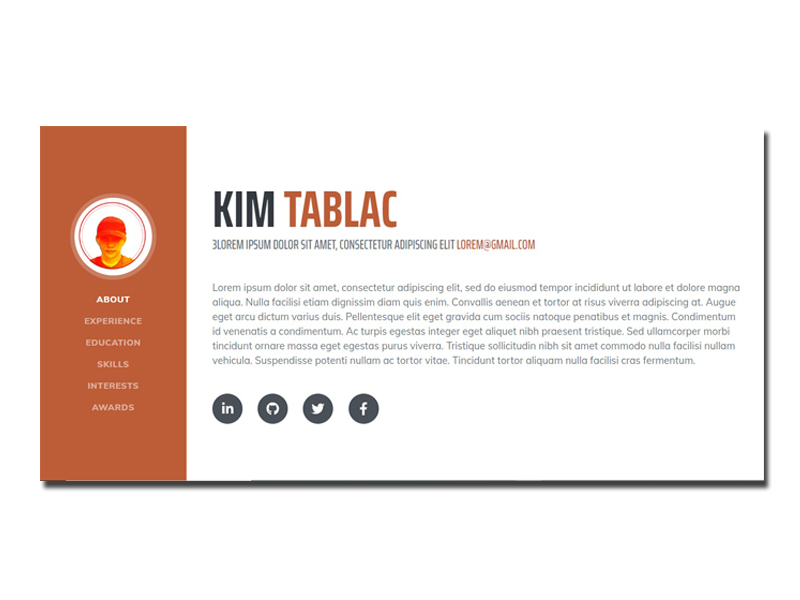 ABOUT
EXPERIENCE
EDUCATION
SKILLS
INTERESTS
AWARDS
KIM TABLAC
3LOREM IPSUM DOLOR SIT AMET, CONSECTETUR ADIPISCING ELIT LOREM@GMAIL.COM
Lorem ipsum dolor sit amet, consectetur adipiscing elit, sed do eiusmod tempor incididunt ut labore et dolore magna
aliqua. Nulla facilisi etiam dignissim diam quis enim. Convallis aenean et tortor at risus viverra adipiscing at. Augue
eget arcu dictum varius duis. Pellentesque elit eget gravida cum sociis natoque penatibus et magnis. Condimentum
id venenatis a condimentum. Ac turpis egestas integer eget aliquet nibh praesent tristique. Sed ullamcorper morbi
tincidunt ornare massa eget egestas purus viverra. Tristique sollicitudin nibh sit amet commodo nulla facilisi nullam
vehicula. Suspendisse potenti nullam ac tortor vitae. Tincidunt tortor aliquam nulla facilisi cras fermentum.